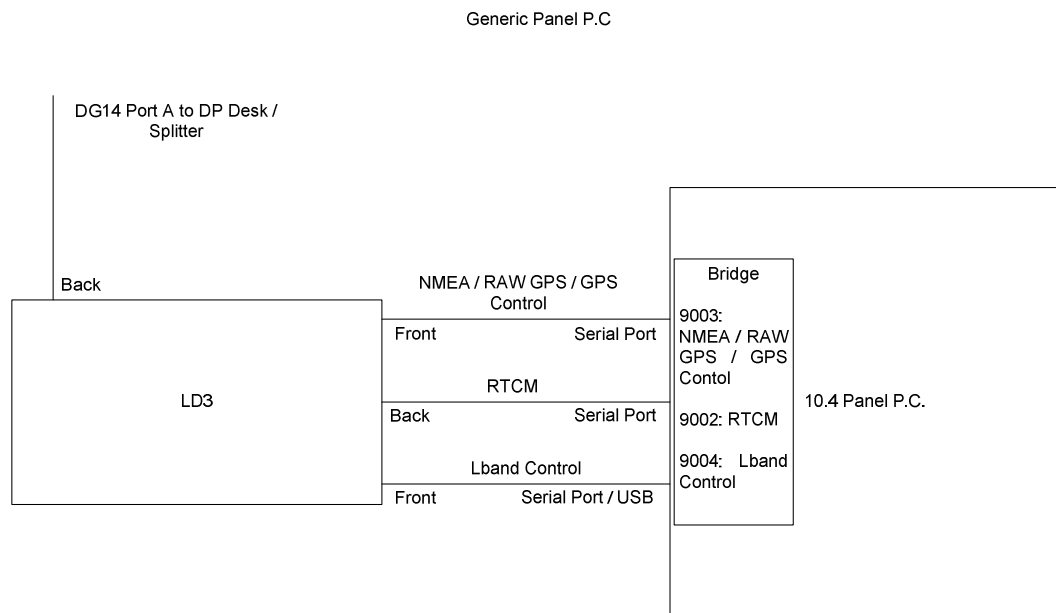 Generic Panel P.C
DG14 Port A to DP Desk /
Splitter
Back
NMEA / RAW GPS / GPS
Control
Front
Serial Port
RTCM
Back
Serial Port
Lband Control
Front
Serial Port / USB
LD3
Bridge
9003:
NMEA / RAW
GPS / GPS
Contol
9002: RTCM
9004: Lband
Control
10.4 Panel P.C.